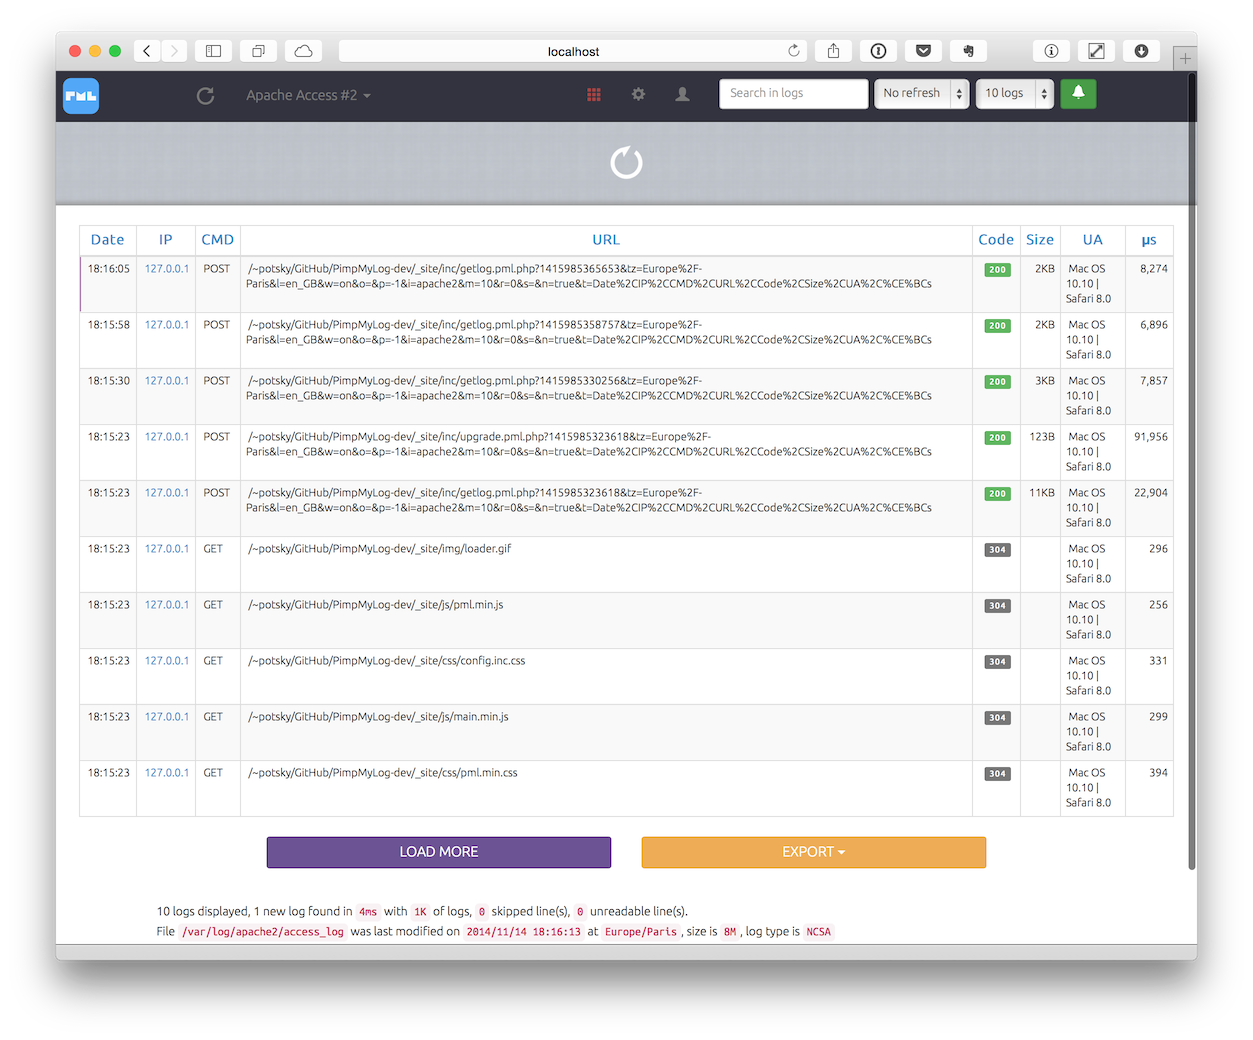 localhost
PML
Apache Access #2
Search in logs
No refresh
10 logs
Date IP CMD URL Code Size UA µs
18:16:05 127.0.0.1 POST /~potsky/GitHub/PimpMyLog-dev/_site/inc/getlog.pml.php?1415985365653&tz=Europe%2F- 200 2KB Mac OS 8,274
Paris&l=en_GB&w=on&o=&p=-1&i=apache2&m=10&r=0&s=&n=true&t=Date%2CIP%2CCMD%2CURL%2CCode%2CSize%2CUA%2C%CE%BCs 10.10 |
Safari 8.0
18:15:58 127.0.0.1 POST /~potsky/GitHub/PimpMyLog-dev/_site/inc/getlog.pml.php?1415985358757&tz=Europe%2F- 200 2KB Mac OS 6,896
Paris&l=en_GB&w=on&o=&p=-1&i=apache2&m=10&r=0&s=&n=true&t=Date%2CIP%2CCMD%2CURL%2CCode%2CSize%2CUA%2C%CE%BCs 10.10 |
Safari 8.0
18:15:30 127.0.0.1 POST /~potsky/GitHub/PimpMyLog-dev/_site/inc/getlog.pml.php?1415985330256&tz=Europe%2F- 200 3KB Mac OS 7,857
Paris&l=en_GB&w=on&o=&p=-1&i=apache2&m=10&r=0&s=&n=true&t=Date%2CIP%2CCMD%2CURL%2CCode%2CSize%2CUA%2C%CE%BCs 10.10 |
Safari 8.0
18:15:23 127.0.0.1 POST /~potsky/GitHub/PimpMyLog-dev/_site/inc/upgrade.pml.php?1415985323618&tz=Europe%2F- 200 123B Mac OS 91,956
Paris&l=en_GB&w=on&o=&p=-1&i=apache2&m=10&r=0&s=&n=true&t=Date%2CIP%2CCMD%2CURL%2CCode%2CSize%2CUA%2C%CE%BCs 10.10 |
Safari 8.0
18:15:23 127.0.0.1 POST /~potsky/GitHub/PimpMyLog-dev/_site/inc/getlog.pml.php?1415985323618&tz=Europe%2F- 200 11KB Mac OS 22,904
Paris&l=en_GB&w=on&o=&p=-1&i=apache2&m=10&r=0&s=&n=true&t=Date%2CIP%2CCMD%2CURL%2CCode%2CSize%2CUA%2C%CE%BCs 10.10 |
Safari 8.0
18:15:23 127.0.0.1 GET /~potsky/GitHub/PimpMyLog-dev/_site/img/loader.gif 304 Mac OS 296
10.10 |
Safari 8.0
18:15:23 127.0.0.1 GET /~potsky/GitHub/PimpMyLog-dev/_site/js/pml.min.js 304 Mac OS 256
10.10 |
Safari 8.0
18:15:23 127.0.0.1 GET /~potsky/GitHub/PimpMyLog-dev/_site/css/config.inc.css 304 Mac OS 331
10.10 |
Safari 8.0
18:15:23 127.0.0.1 GET /~potsky/GitHub/PimpMyLog-dev/_site/js/main.min.js 304 Mac OS 299
10.10 |
Safari 8.0
18:15:23 127.0.0.1 GET /~potsky/GitHub/PimpMyLog-dev/_site/css/pml.min.css 304 Mac OS 394
10.10 |
Safari 8.0
LOAD MORE
EXPORT
10 logs displayed, 1 new log found in 4ms with 1K of logs, 0 skipped line(s), 0 unreadable line(s).
File /var/log/apache2/access_log was last modified on 2014/11/14 18:16:13 at Europe/Paris , size is 8M , log type is NCSA